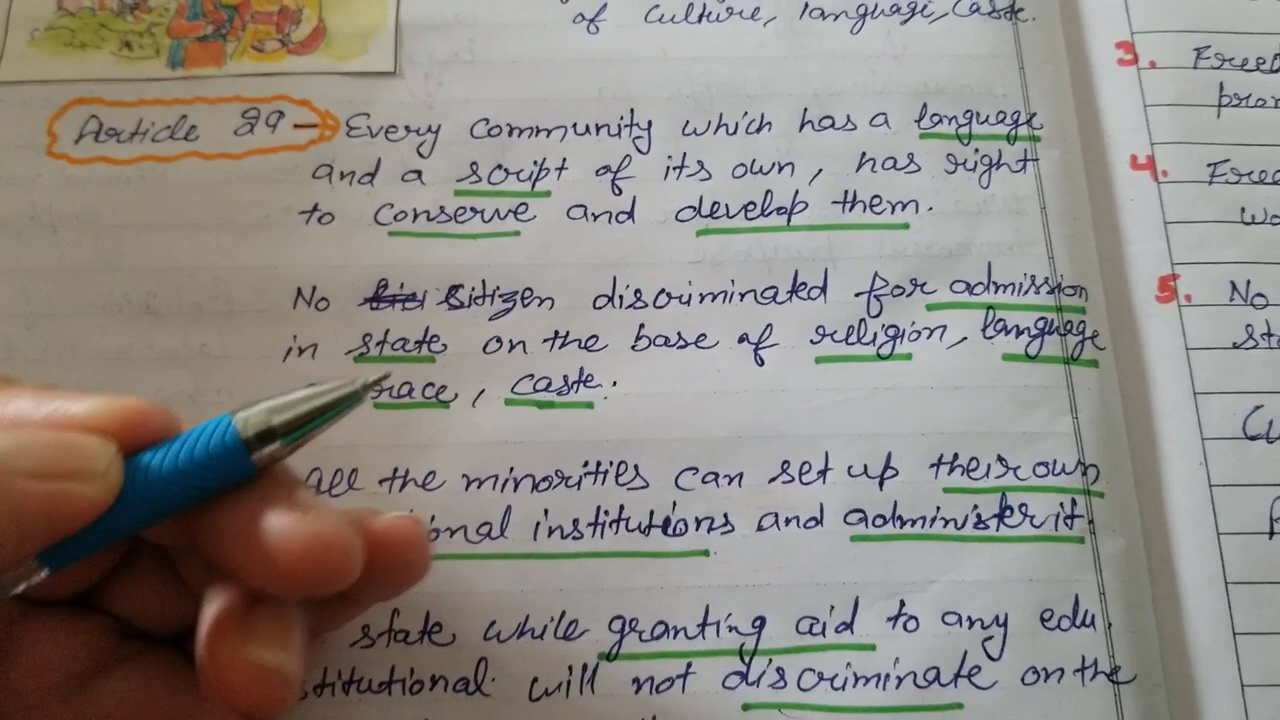 of culture, language, caste.
Article 29 → Every community which has a language
and a script of its own, has right
to conserve and develop them.
No citizen discriminated for admission
in state on the base of religion, language
race, caste.
All the minorities can set up their own
ional institutions and administer it
state while granting aid to any edu
stitutional will not discriminate on the
3. Freed
4. Free
wo
5. No
st
Cu